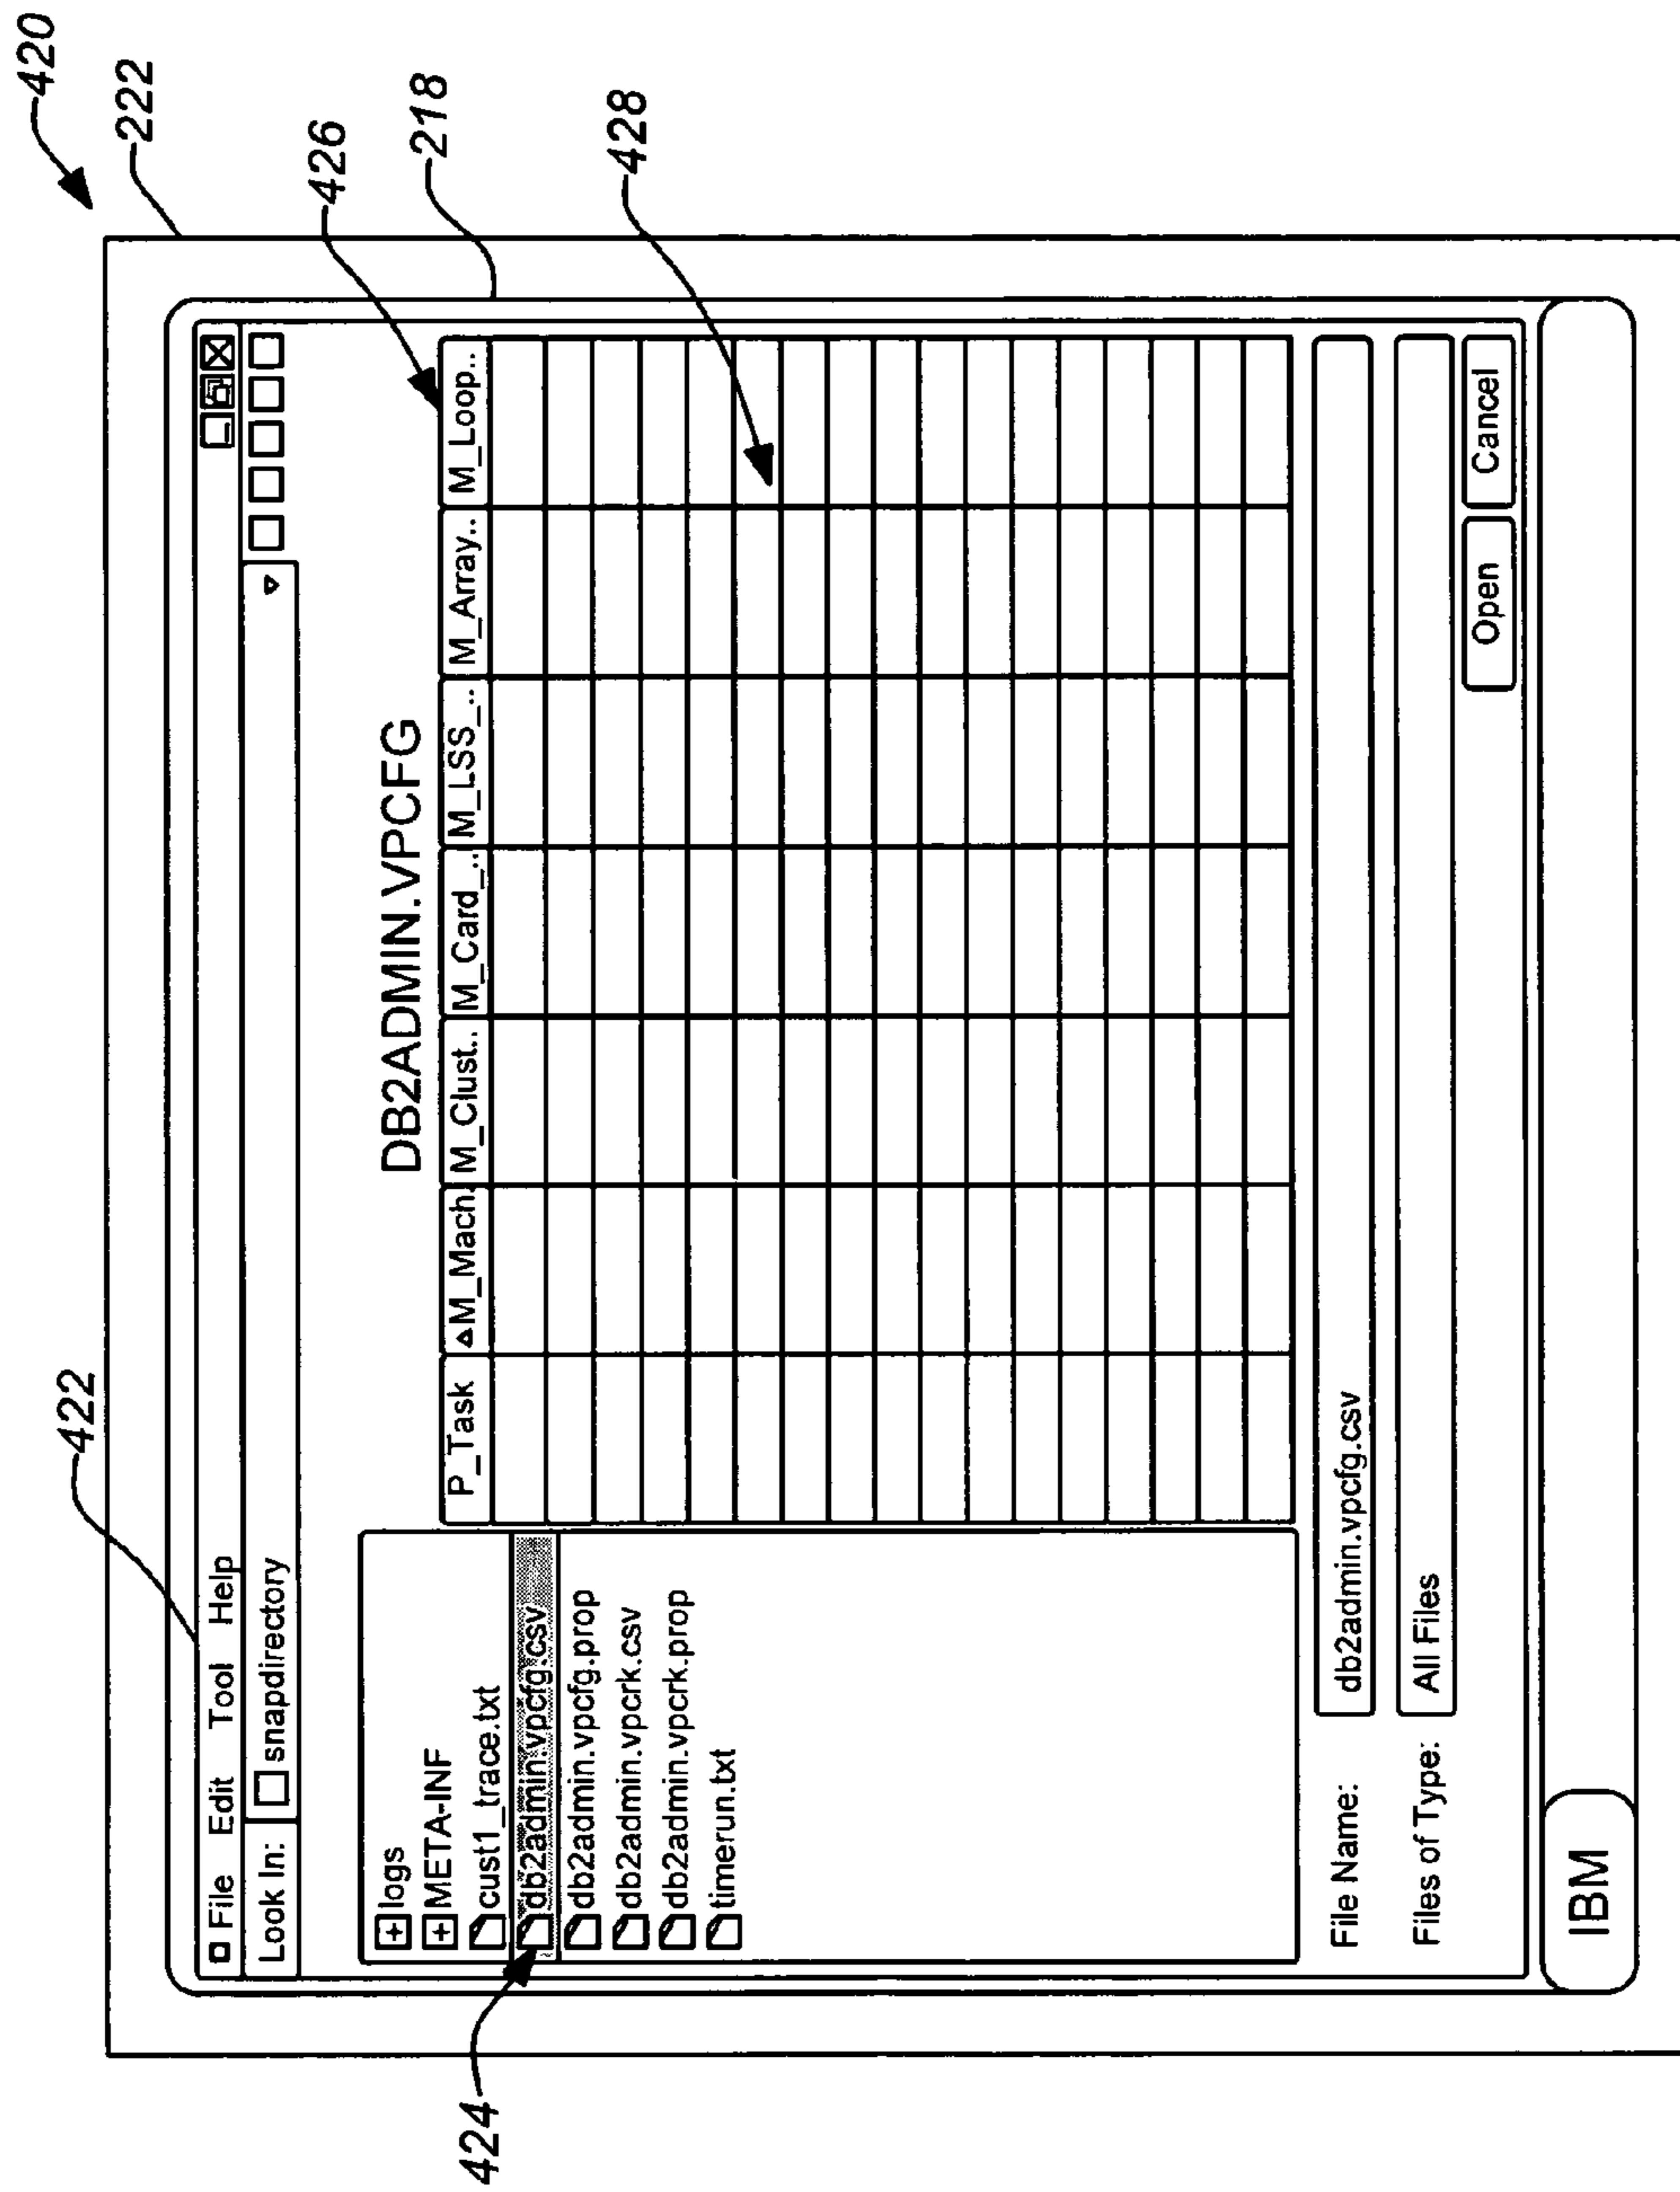 420
222
422
426
218
428
424
File Edit Tool Help
Look In: snapdirectory
DB2ADMIN.VPCFG
logs
META-INF
cust1_trace.txt
db2admin.vpcfg.csv
db2admin.vpcfg.prop
db2admin.vpcrk.csv
db2admin.vpcrk.prop
timerun.txt
P_Task M_Mach. M_Clust.. M_Card_.. M_LSS_.. M_Array.. M_Loop..
File Name: db2admin.vpcfg.csv
Files of Type: All Files
Open Cancel
IBM